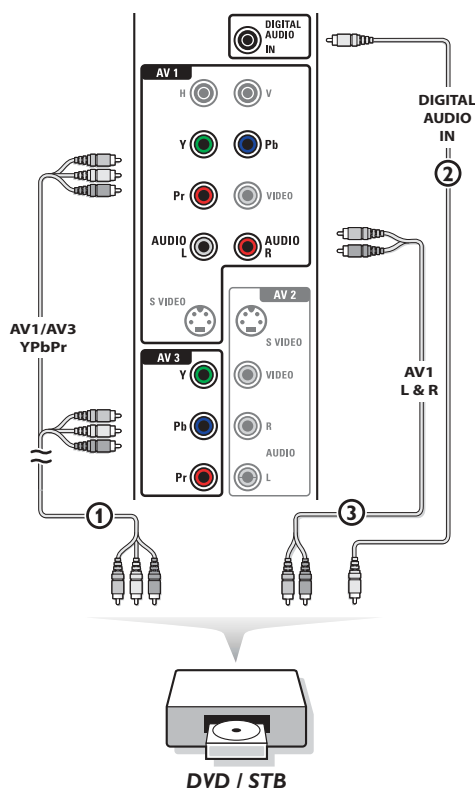 DIGITAL
AUDIO
IN
AV 1
H
V
Y
Pb
Pr
VIDEO
AUDIO
L
AUDIO
R
S VIDEO
AV 2
S VIDEO
AV 3
Y
VIDEO
Pb
R
AUDIO
Pr
L
AV1/AV3
YPbPr
DIGITAL
AUDIO
IN
2
AV1
L & R
1
3
DVD / STB